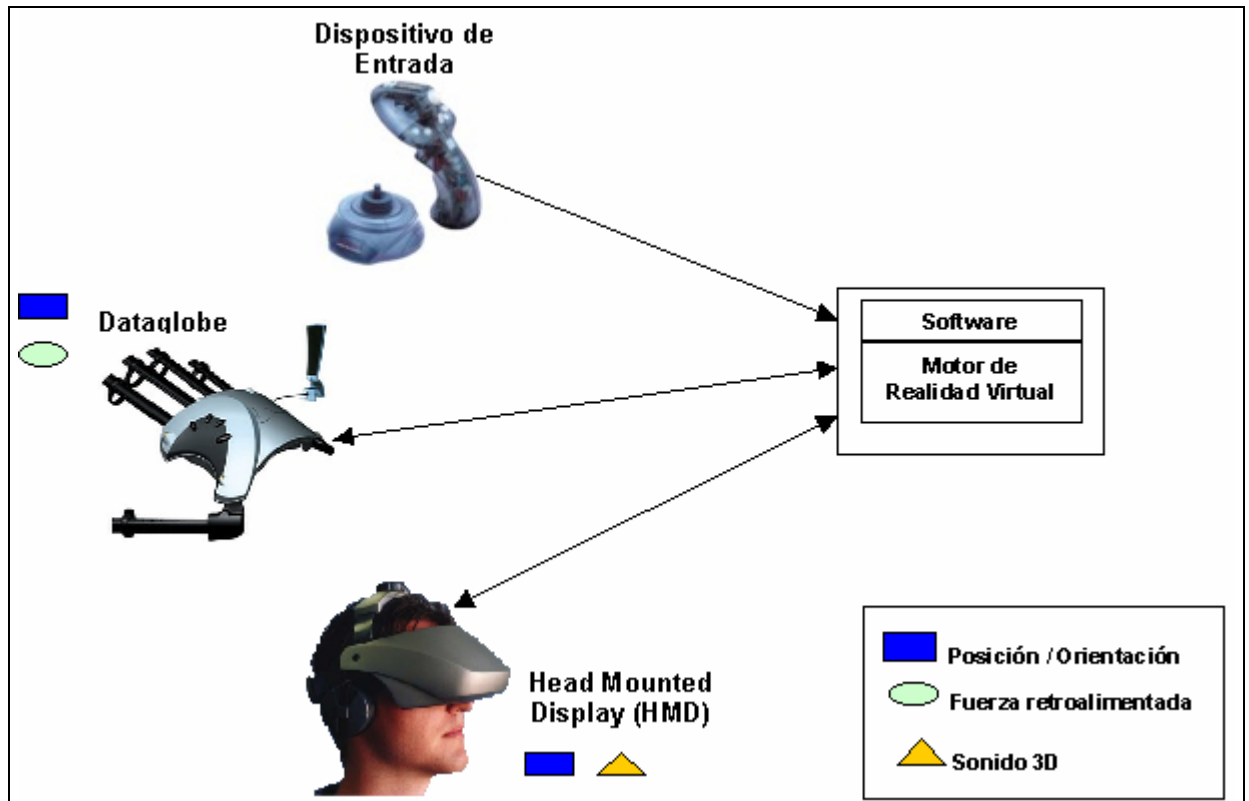 Dispositivo de
Entrada
Dataglobe
Software
Motor de
Realidad Virtual
Head Mounted
Display (HMD)
Posición / Orientación
Fuerza retroalimentada
Sonido 3D